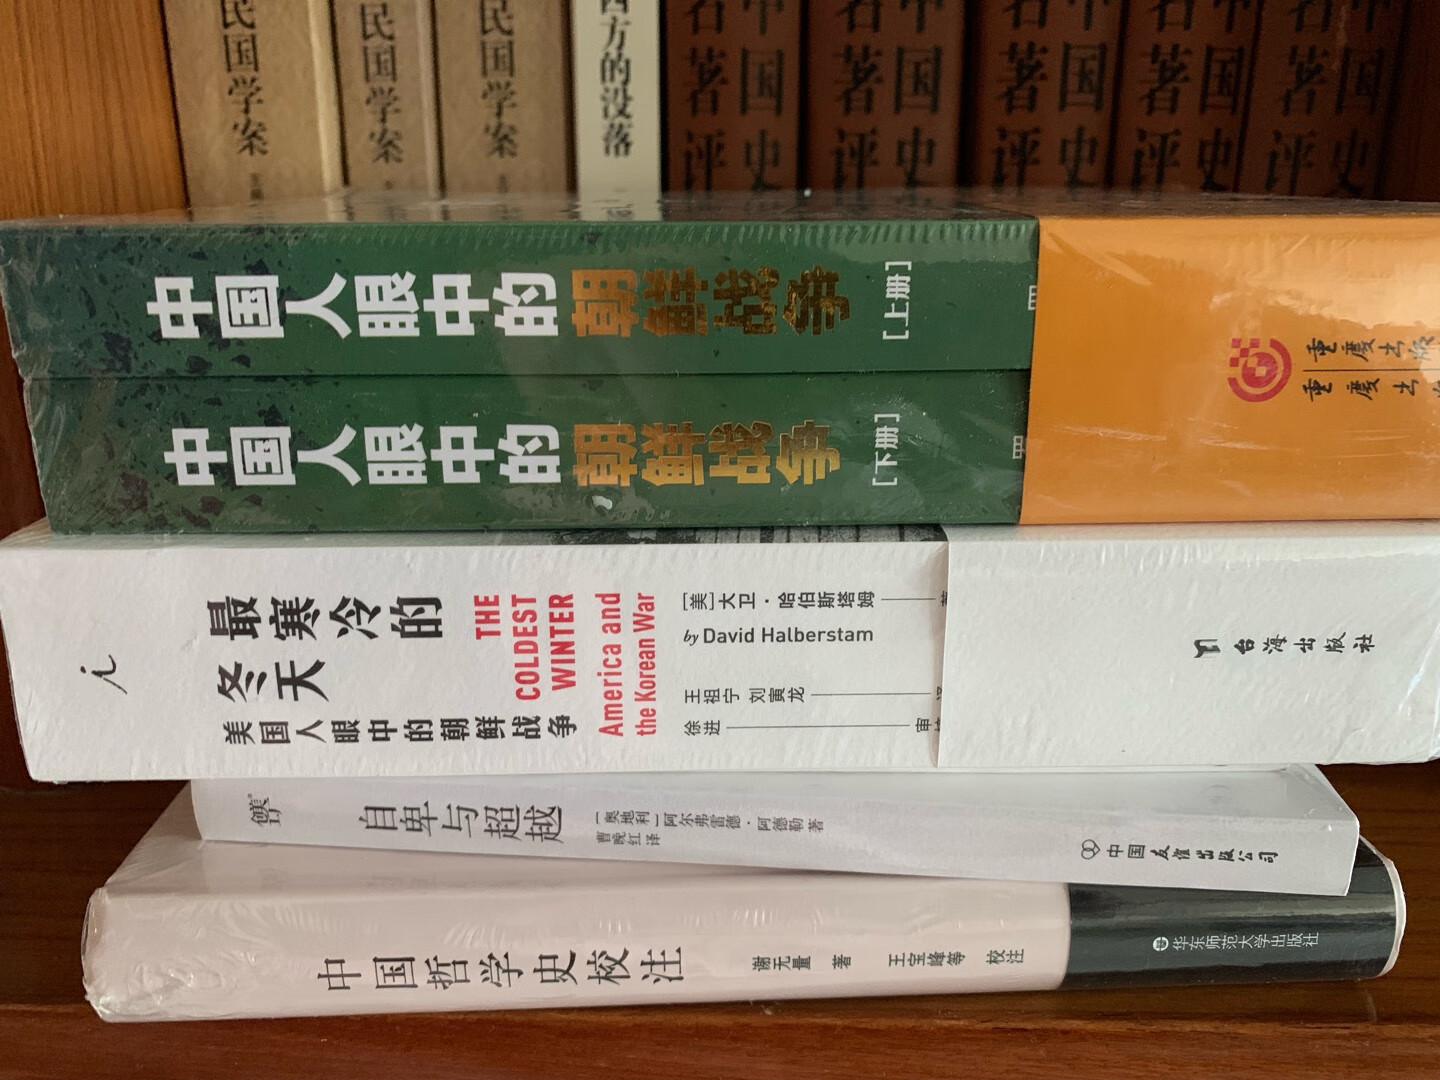 民国学案
民国学案
民国学案
西方的没落
中国史
名著评
中国史
名著评
中国史
名著评
中国史
名著评
中国史
名著评
中国人眼中的朝鲜战争 [上册]
重庆出版
中国人眼中的朝鲜战争 [下册]
重庆出
最寒冷的
冬天
美国人眼中的朝鲜战争
THE
COLDEST
WINTER
America and
the Korean War
[美]大卫·哈伯斯塔姆
by David Halberstam
王祖宁 刘寅龙
徐进 审
台海出版社
自卑与超越
[奥地利]阿尔弗雷德·阿德勒著
曹晚红译
中国友谊出版公司
中国哲学史校注
谢无量 著 王宝峰等 校注
华东师范大学出版社